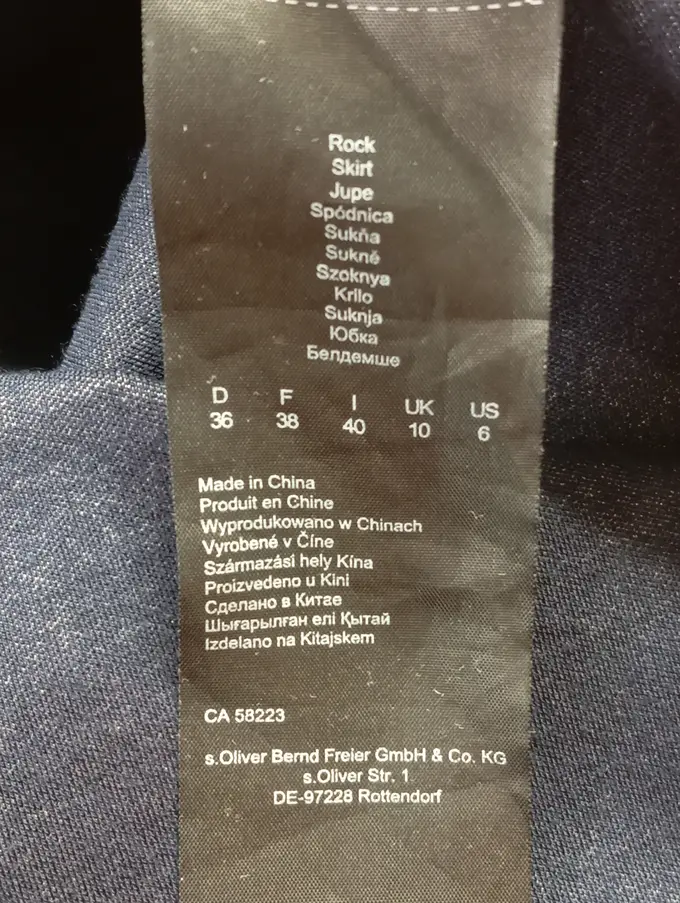 Rock
Skirt
Jupe
Spódnica
Sukňa
Sukně
Szoknya
Krilo
Suknja
Юбка
Белдемше
D F I UK US
36 38 40 10 6
Made in China
Produit en Chine
Wyprodukowano w Chinach
Vyrobené v Číne
Származási hely Kína
Proizvedeno u Kini
Сделано в Китае
Шығарылған елі Қытай
Izdelano na Kitajskem
CA 58223
s.Oliver Bernd Freier GmbH & Co. KG
s.Oliver Str. 1
DE-97228 Rottendorf